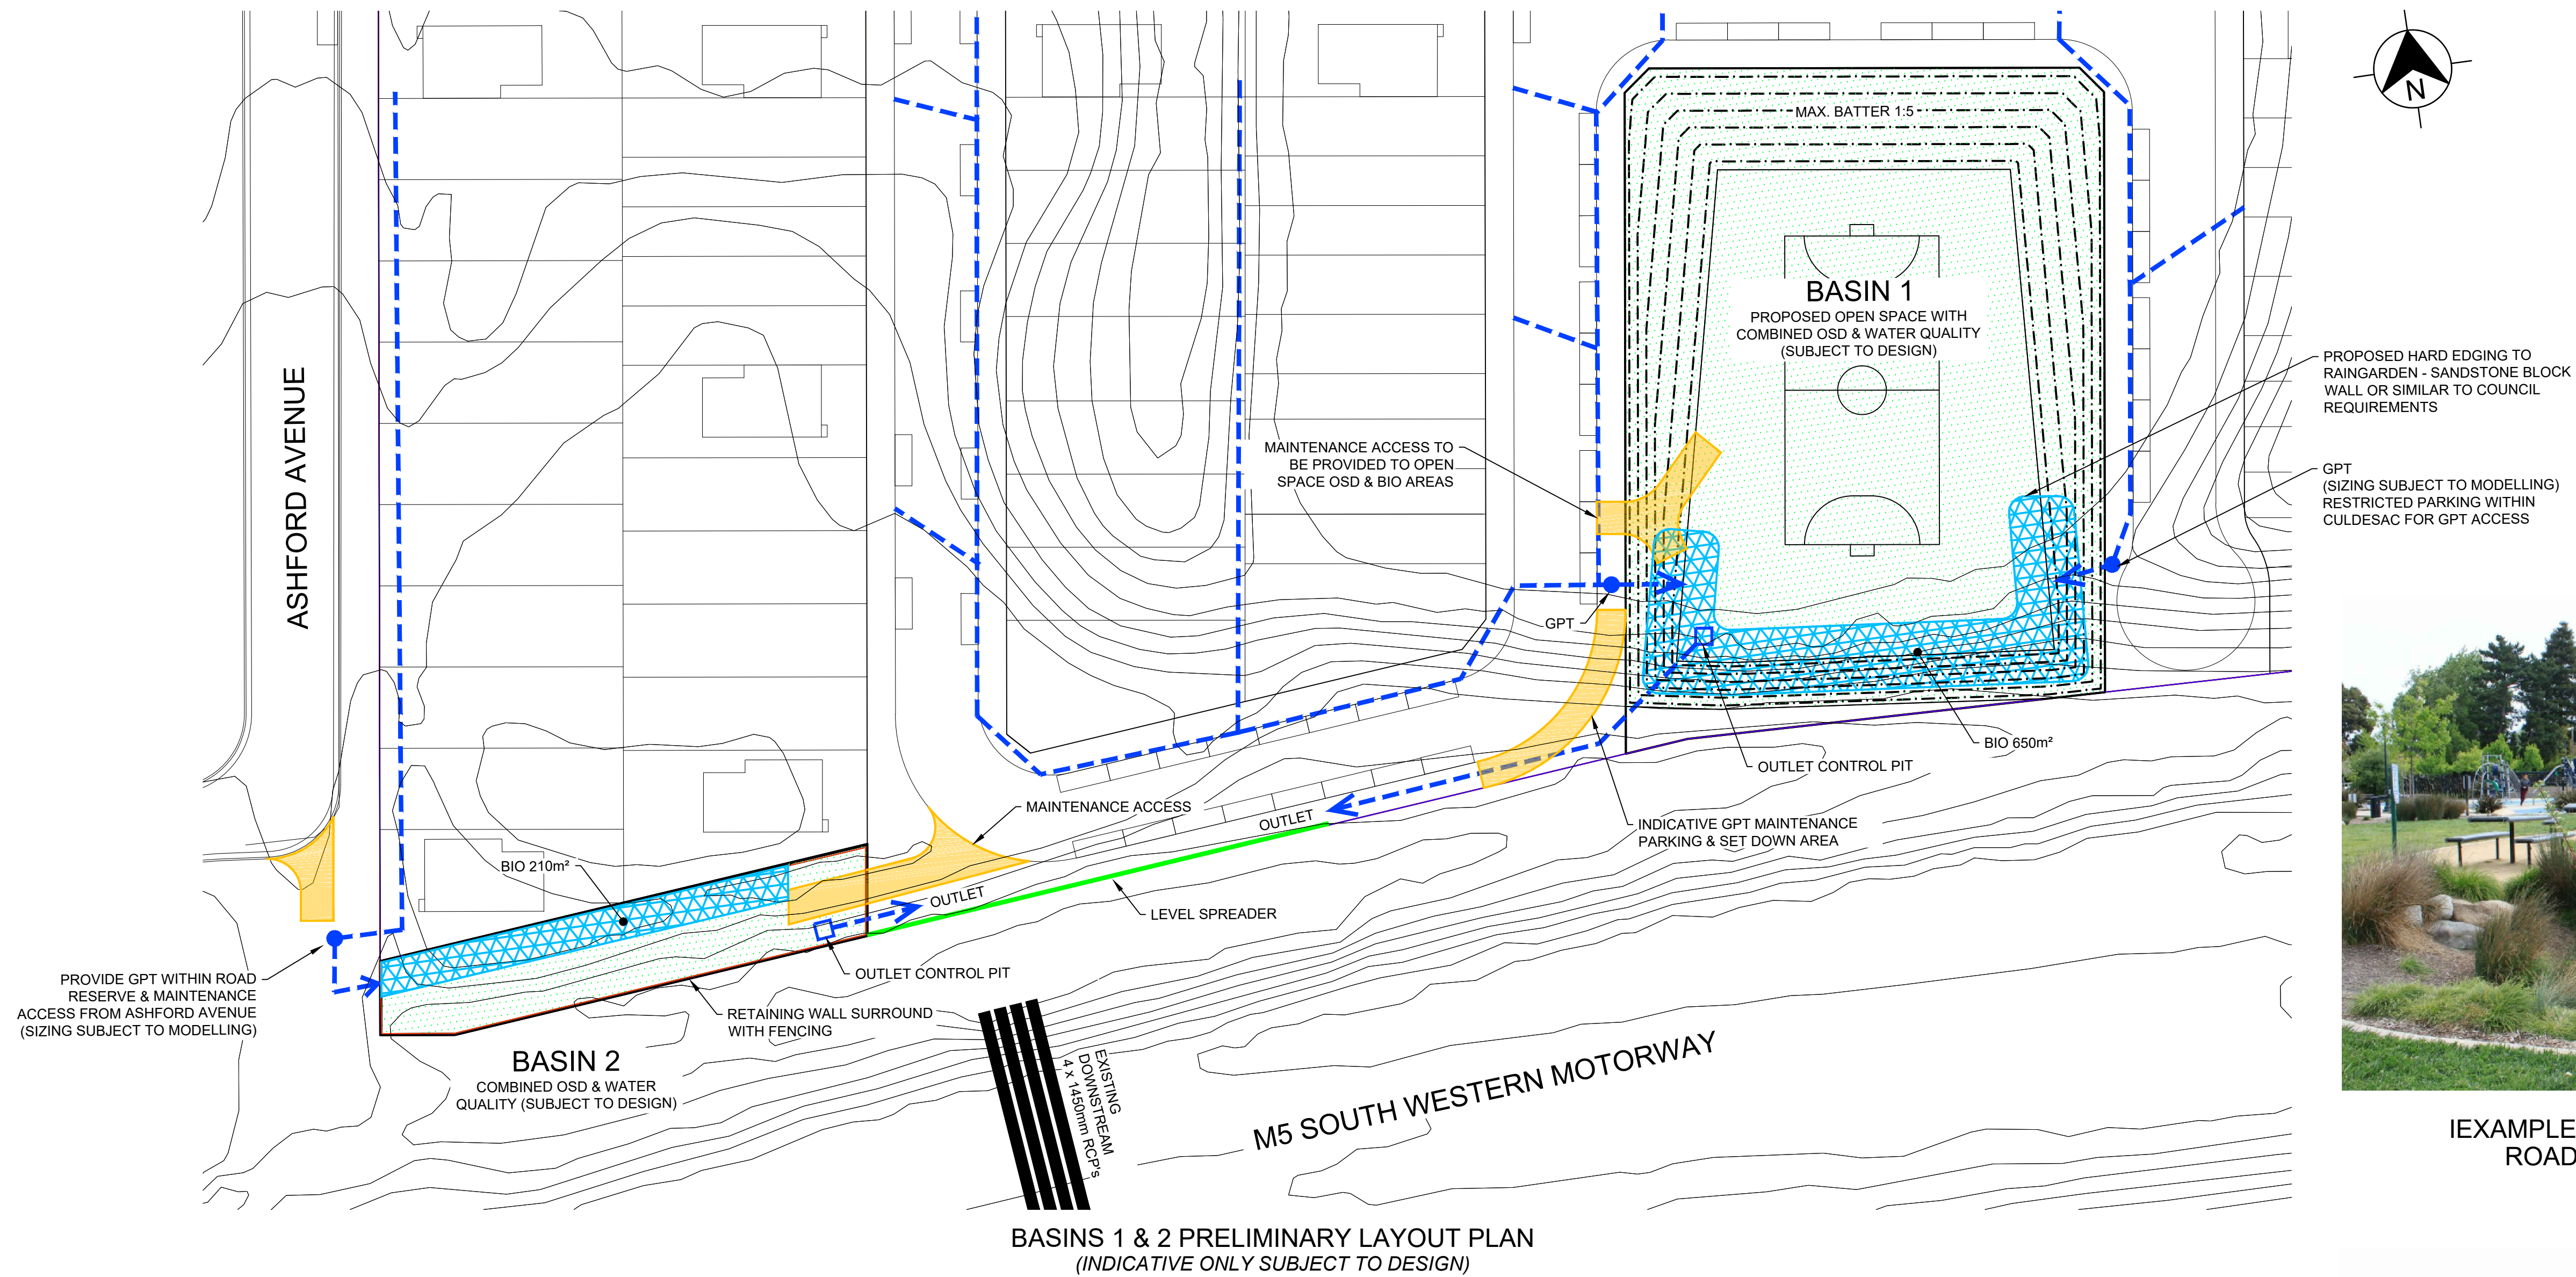 N
MAX. BATTER 1:5
BASIN 1
PROPOSED OPEN SPACE WITH
COMBINED OSD & WATER QUALITY
(SUBJECT TO DESIGN)
PROPOSED HARD EDGING TO
RAINGARDEN - SANDSTONE BLOCK
WALL OR SIMILAR TO COUNCIL
REQUIREMENTS
ASHFORD AVENUE
MAINTENANCE ACCESS TO
BE PROVIDED TO OPEN
SPACE OSD & BIO AREAS
GPT
(SIZING SUBJECT TO MODELLING)
RESTRICTED PARKING WITHIN
CULDESAC FOR GPT ACCESS
GPT
BIO 650m²
OUTLET CONTROL PIT
MAINTENANCE ACCESS
OUTLET
INDICATIVE GPT MAINTENANCE
PARKING & SET DOWN AREA
BIO 210m²
OUTLET
LEVEL SPREADER
OUTLET CONTROL PIT
PROVIDE GPT WITHIN ROAD
RESERVE & MAINTENANCE
ACCESS FROM ASHFORD AVENUE
(SIZING SUBJECT TO MODELLING)
RETAINING WALL SURROUND
WITH FENCING
BASIN 2
COMBINED OSD & WATER
QUALITY (SUBJECT TO DESIGN)
EXISTING
DOWNSTREAM
4 x 1450mm RCP's
M5 SOUTH WESTERN MOTORWAY
IEXAMPLE
ROAD
BASINS 1 & 2 PRELIMINARY LAYOUT PLAN
(INDICATIVE ONLY SUBJECT TO DESIGN)